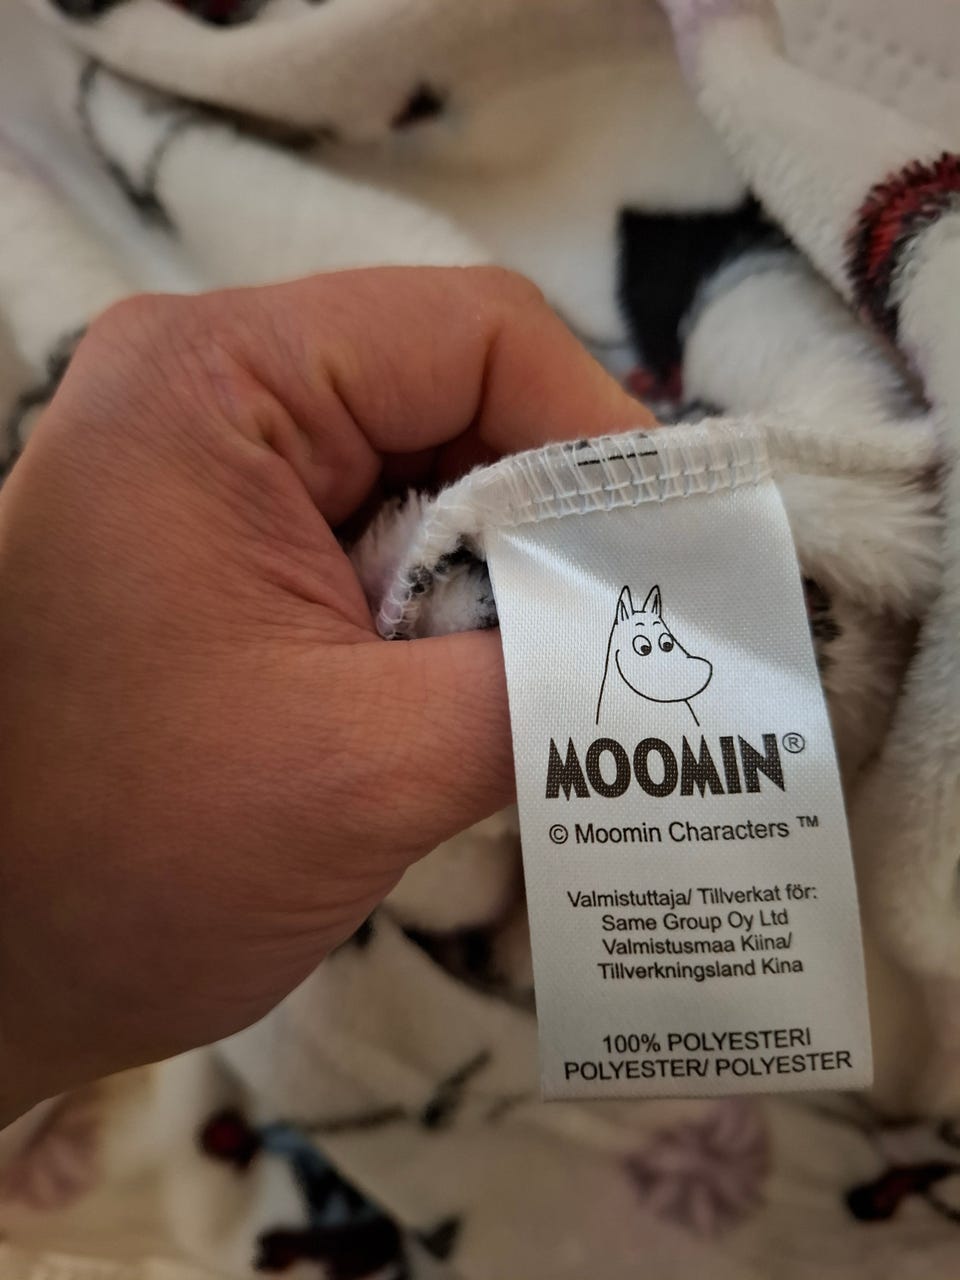 MOOMIN®
© Moomin Characters ™
Valmistuttaja/ Tillverkat för:
Same Group Oy Ltd
Valmistusmaa Kiina/
Tillverkningsland Kina
100% POLYESTERI
POLYESTER/ POLYESTER